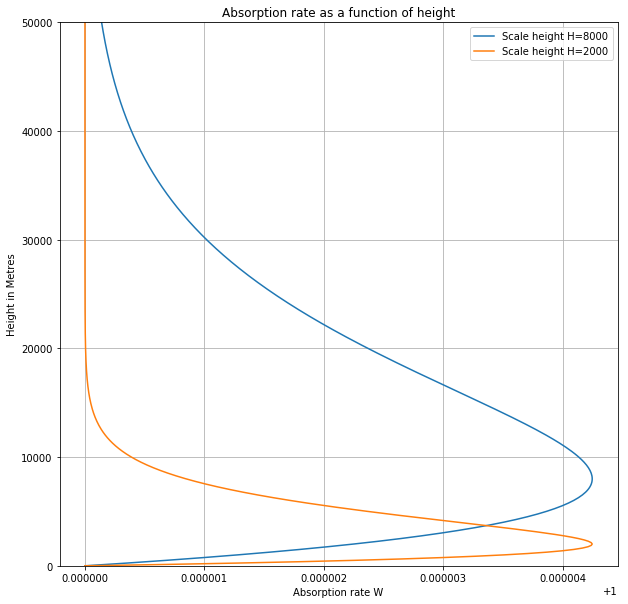 Absorption rate as a function of height
Scale height H=8000
Scale height H=2000
50000
40000
30000
20000
10000
0
Height in Metres
0.000000 0.000001 0.000002 0.000003 0.000004
+1
Absorption rate W